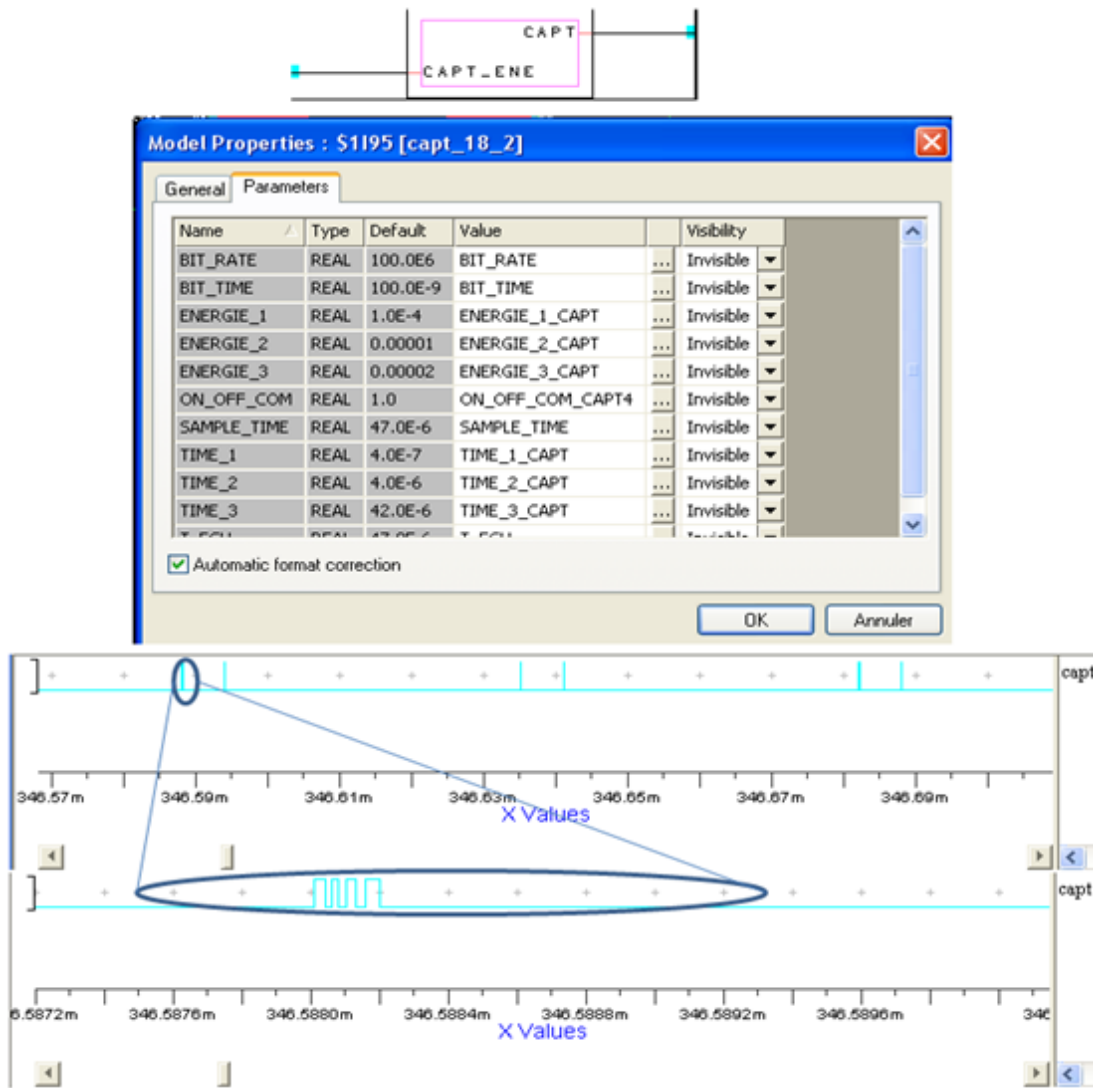 CAPT
CAPT_ENE
Model Properties : $1I95 [capt_18_2]
General Parameters
Name Type Default Value Visibility
BIT_RATE REAL 100.0E6 BIT_RATE ... Invisible
BIT_TIME REAL 100.0E-9 BIT_TIME ... Invisible
ENERGIE_1 REAL 1.0E-4 ENERGIE_1_CAPT ... Invisible
ENERGIE_2 REAL 0.00001 ENERGIE_2_CAPT ... Invisible
ENERGIE_3 REAL 0.00002 ENERGIE_3_CAPT ... Invisible
ON_OFF_COM REAL 1.0 ON_OFF_COM_CAPT4 ... Invisible
SAMPLE_TIME REAL 47.0E-6 SAMPLE_TIME ... Invisible
TIME_1 REAL 4.0E-7 TIME_1_CAPT ... Invisible
TIME_2 REAL 4.0E-6 TIME_2_CAPT ... Invisible
TIME_3 REAL 42.0E-6 TIME_3_CAPT ... Invisible
Automatic format correction
OK Annuler
capt
346.57m 346.59m 346.61m 346.63m 346.65m 346.67m 346.69m
X Values
capt
6.5872m 346.5876m 346.5880m 346.5884m 346.5888m 346.5892m 346.5896m 346
X Values